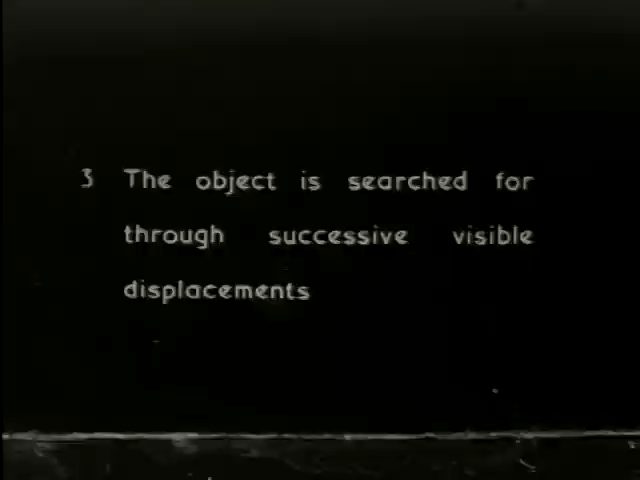 3 The object is searched for
through successive visible
displacements